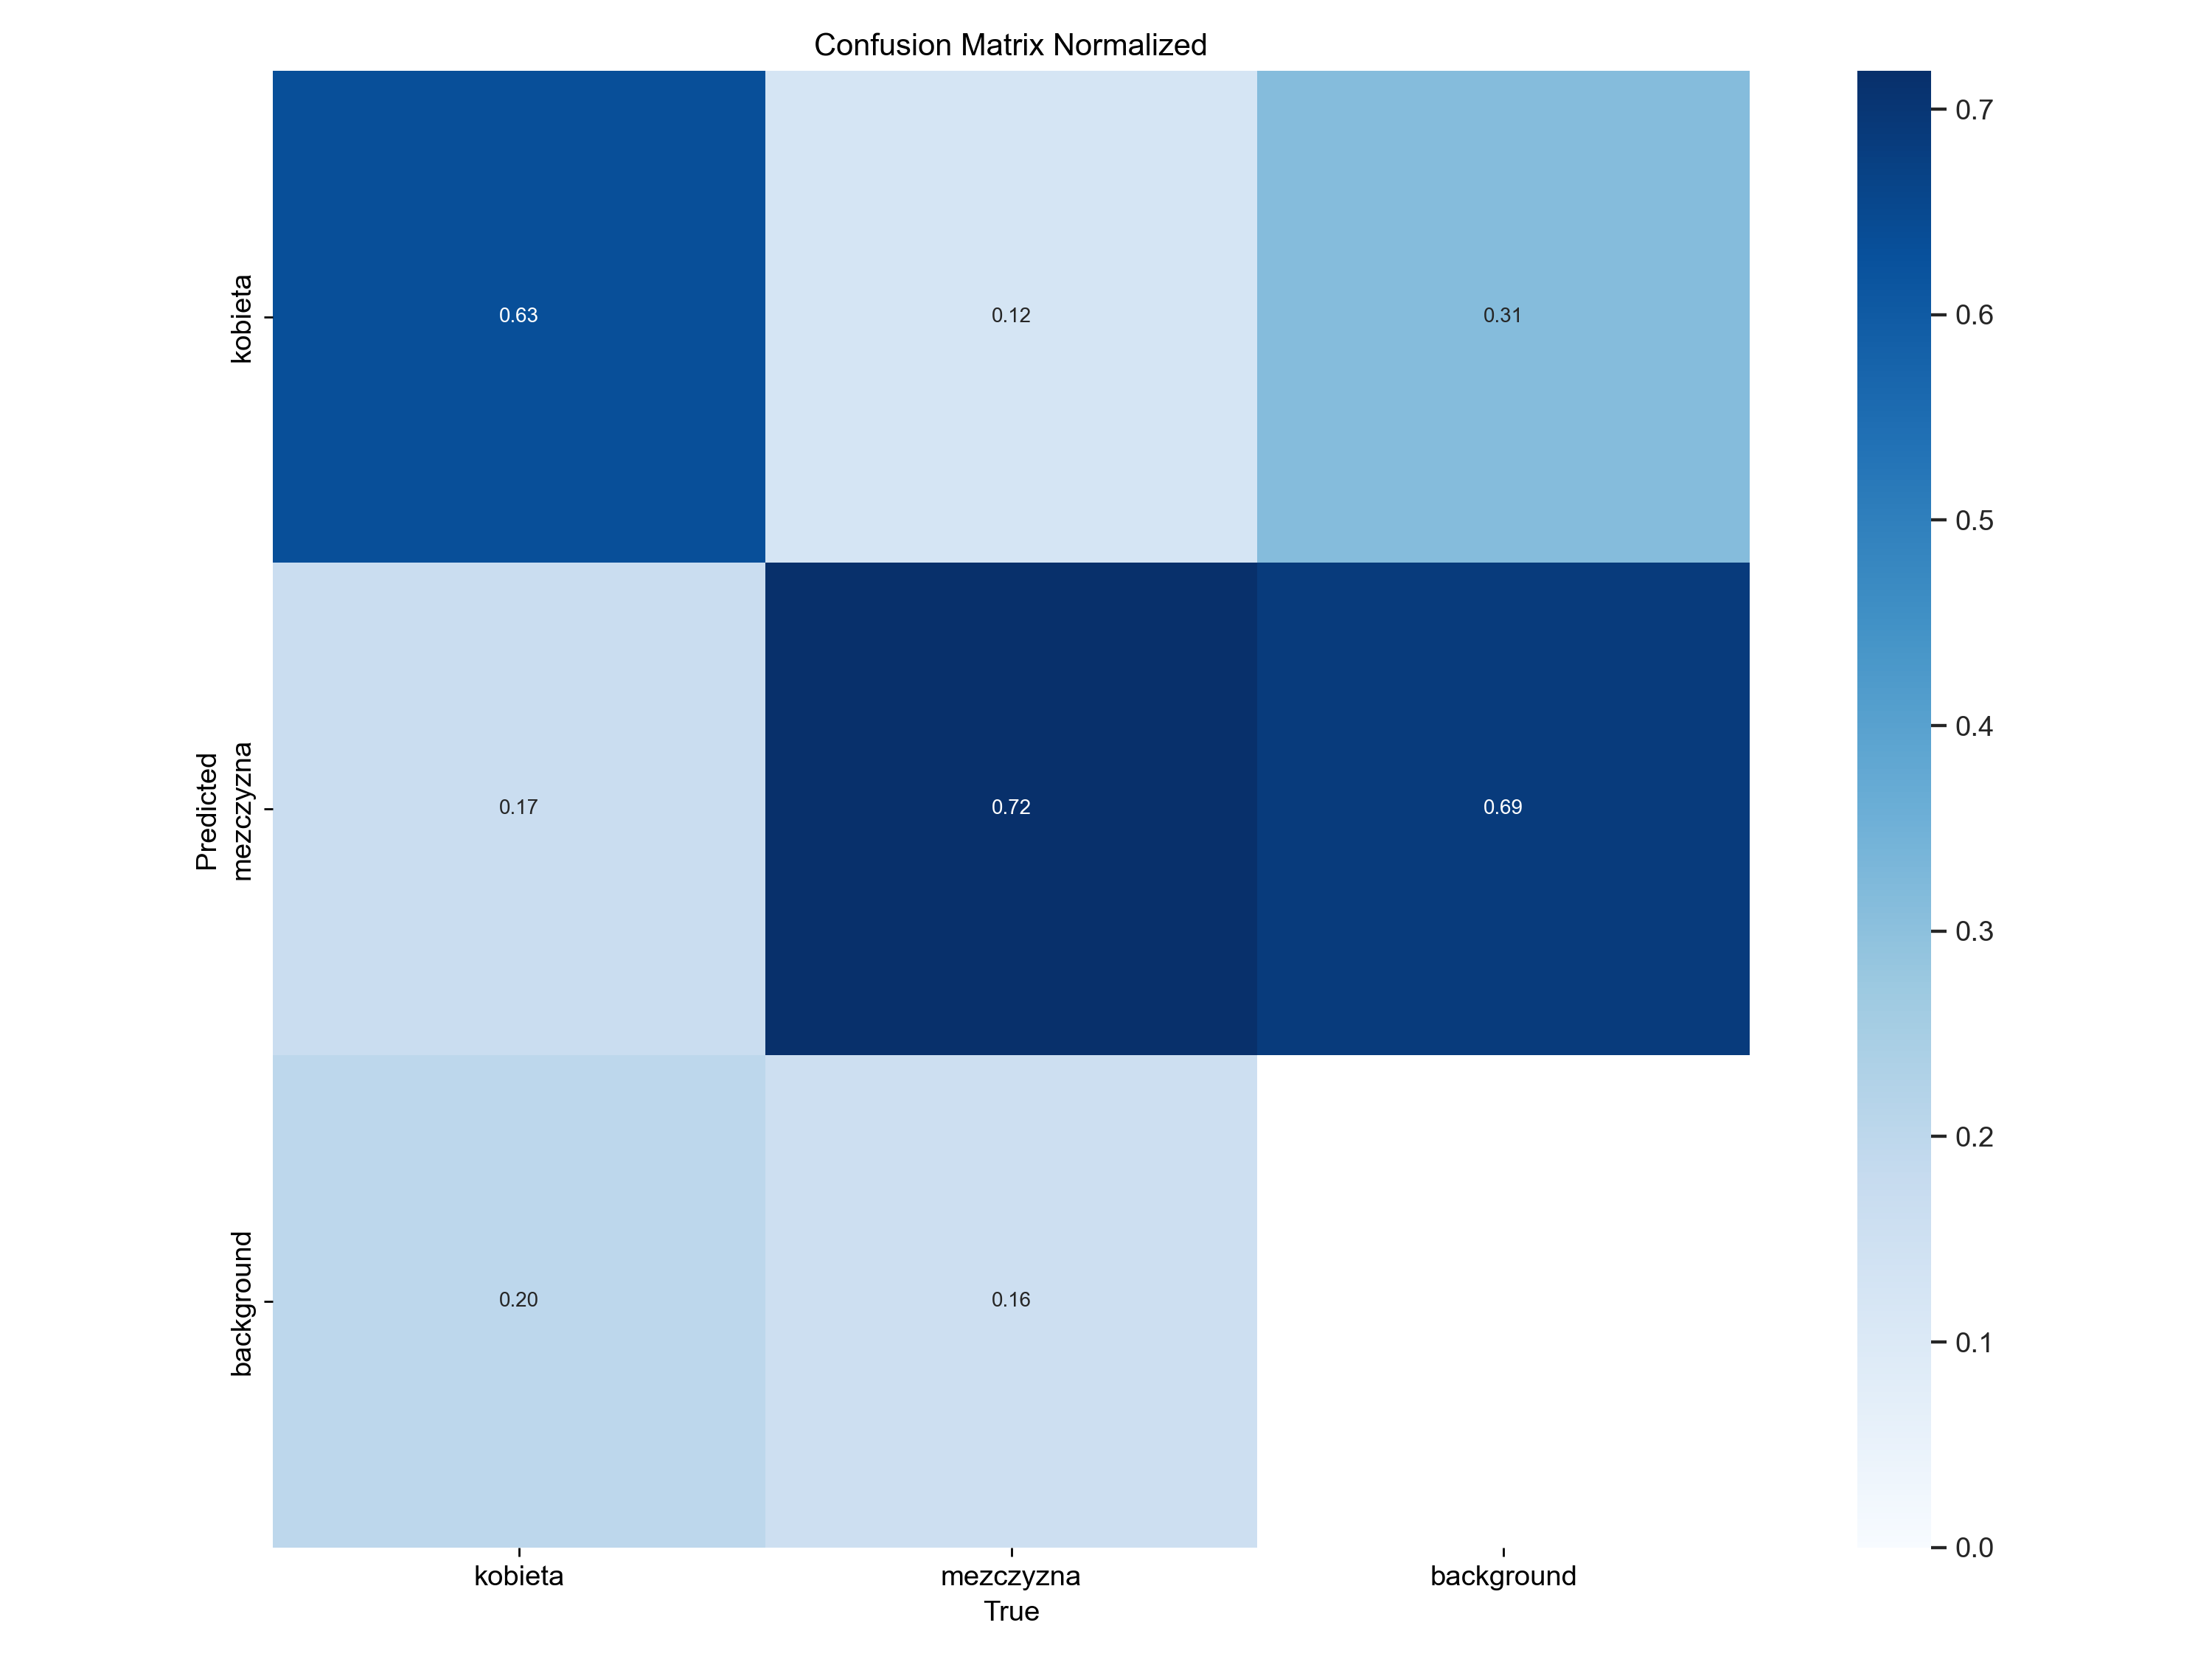 Confusion Matrix Normalized
Predicted
kobieta
0.63
0.12
0.31
mezczyzna
0.17
0.72
0.69
background
0.20
0.16
kobieta
mezczyzna
background
True
0.7
0.6
0.5
0.4
0.3
0.2
0.1
0.0